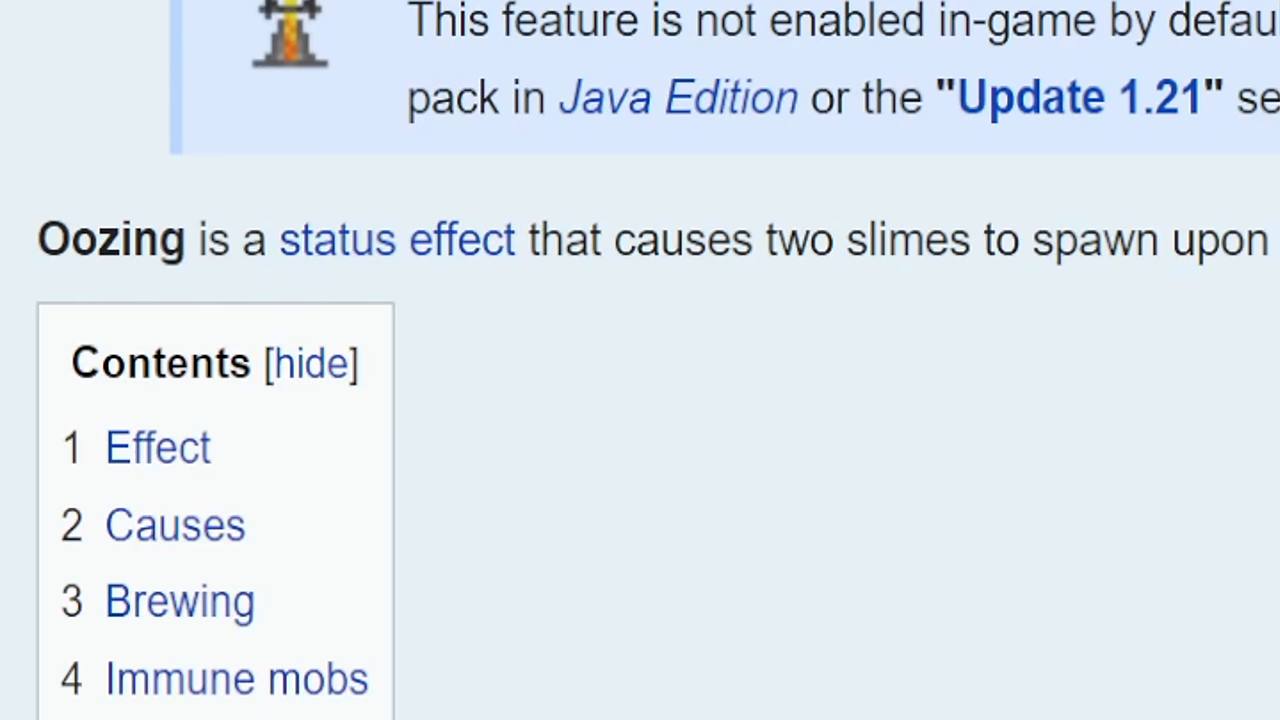 This feature is not enabled in-game by
pack in Java Edition or the "Update 1.21"
Oozing is a status effect that causes two slimes to spawn upon
Contents [hide]
1 Effect
2 Causes
3 Brewing
4 Immune mobs